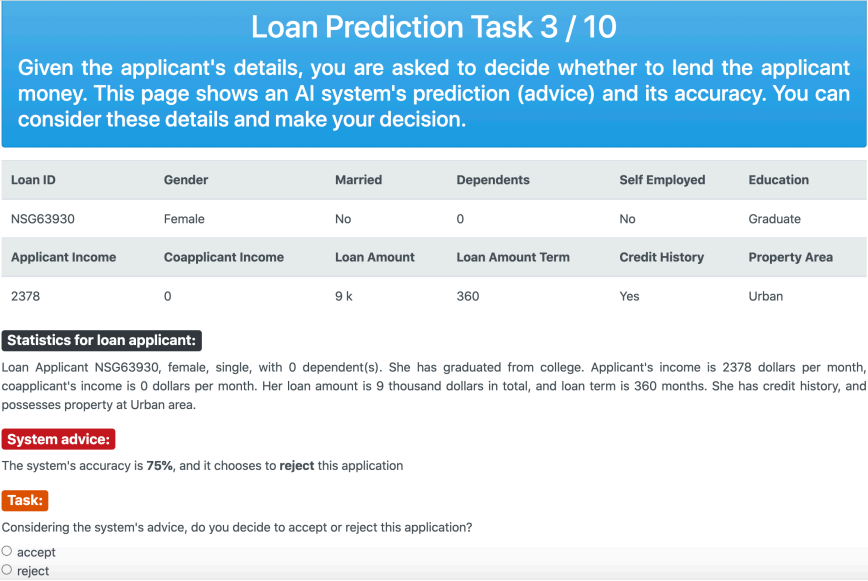 Loan Prediction Task 3 / 10
Given the applicant's details, you are asked to decide whether to lend the applicant
money. This page shows an AI system's prediction (advice) and its accuracy. You can
consider these details and make your decision.
Loan ID Gender Married Dependents Self Employed Education
NSG63930 Female No 0 No Graduate
Applicant Income Coapplicant Income Loan Amount Loan Amount Term Credit History Property Area
2378 0 9 k 360 Yes Urban
Statistics for loan applicant:
Loan Applicant NSG63930, female, single, with 0 dependent(s). She has graduated from college. Applicant's income is 2378 dollars per month,
coapplicant's income is 0 dollars per month. Her loan amount is 9 thousand dollars in total, and loan term is 360 months. She has credit history, and
possesses property at Urban area.
System advice:
The system's accuracy is 75%, and it chooses to reject this application
Task:
Considering the system's advice, do you decide to accept or reject this application?
accept
reject